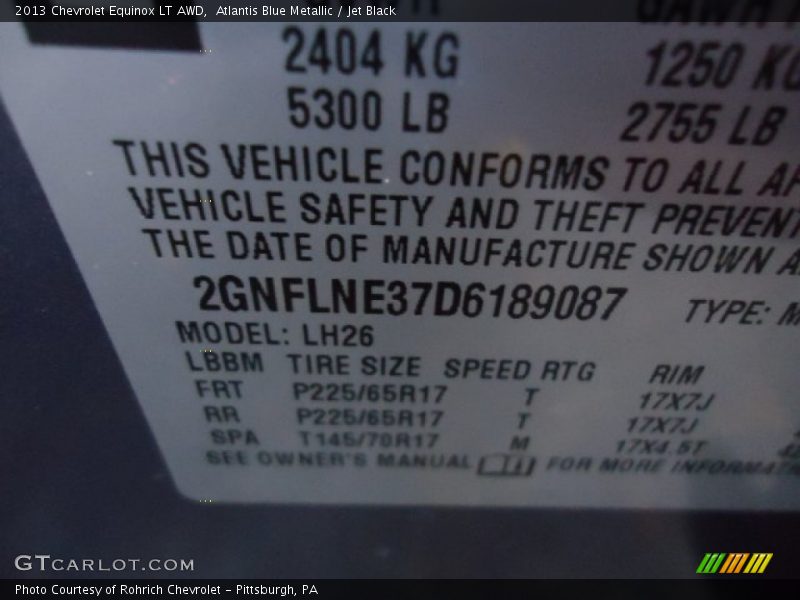 2013 Chevrolet Equinox LT AWD,  Atlantis Blue Metallic / Jet Black
2404 KG 1250 KG
5300 LB 2755 LB
THIS VEHICLE CONFORMS TO ALL AP
VEHICLE SAFETY AND THEFT PREVENT
THE DATE OF MANUFACTURE SHOWN A
2GNFLNE37D6189087 TYPE: M
MODEL: LH26
LBBM TIRE SIZE SPEED RTG RIM
FRT P225/65R17 T 17X7J
RR P225/65R17 T 17X7J
SPA T145/70R17 M 17X4.5T
SEE OWNER'S MANUAL FOR MORE INFORMATI
GTCARLOT.COM
Photo Courtesy of Rohrich Chevrolet - Pittsburgh, PA